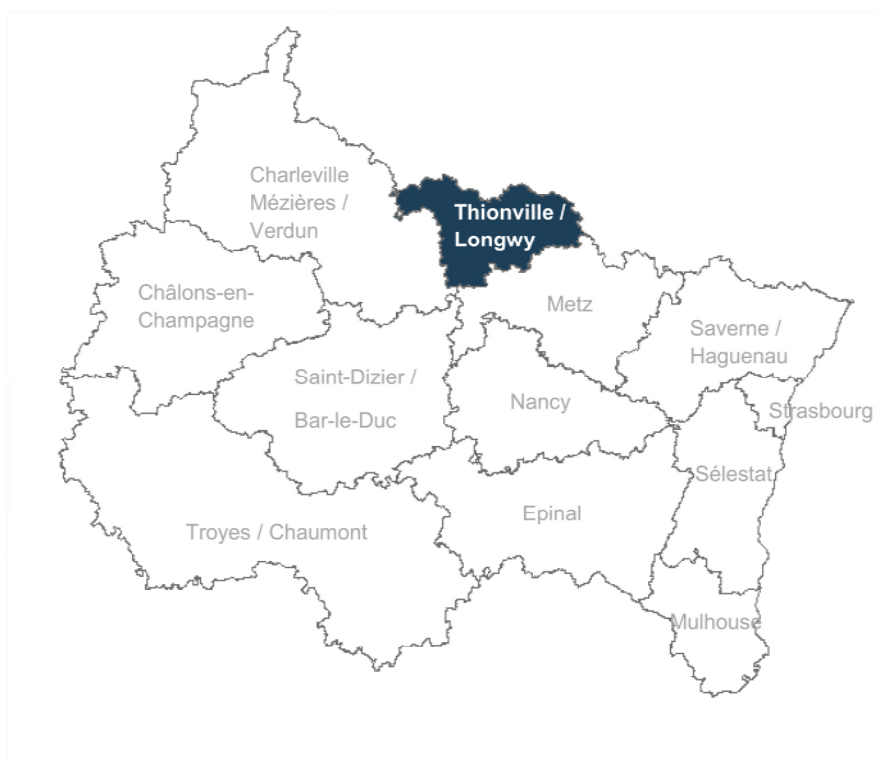 Charleville
Mézières /
Verdun
Thionville /
Longwy
Châlons-en-
Champagne
Metz
Saverne /
Haguenau
Saint-Dizier /
Bar-le-Duc
Nancy
Strasbourg
Sélestat
Epinal
Troyes / Chaumont
Mulhouse